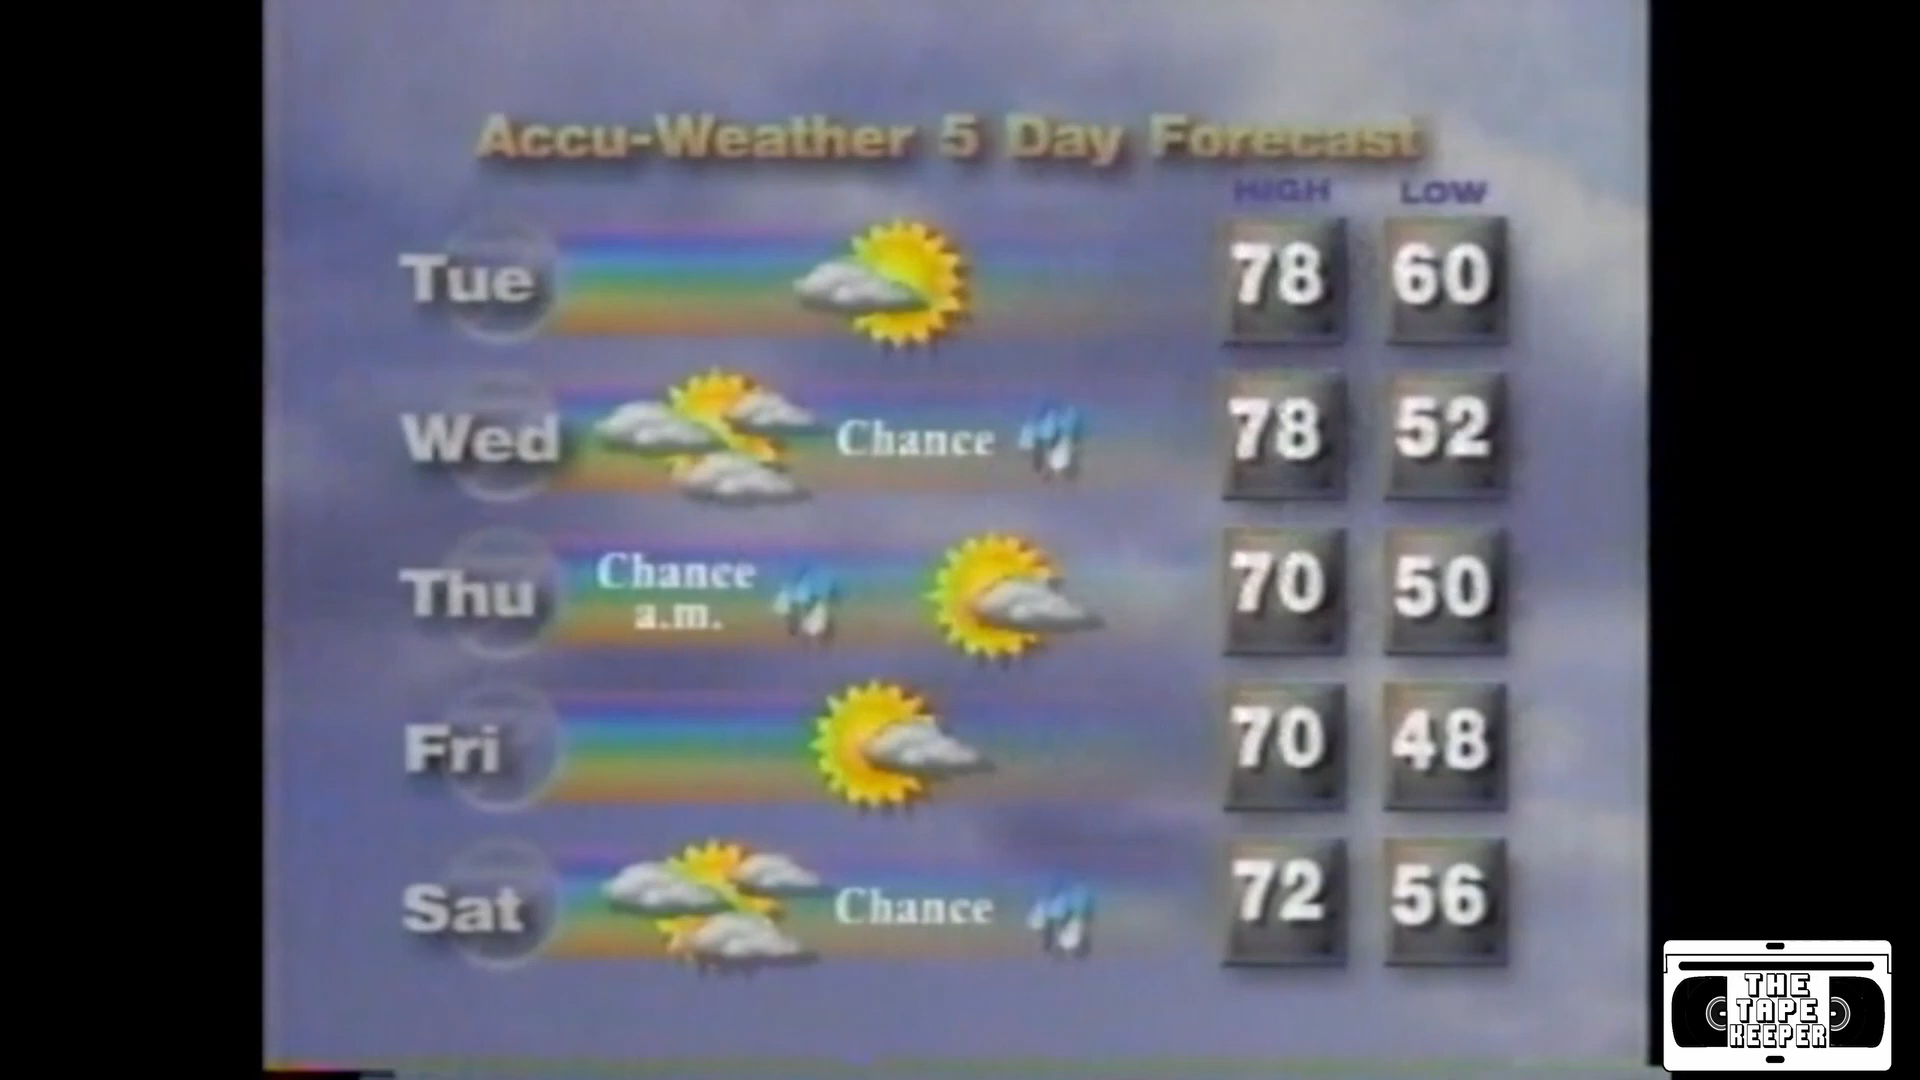 Accu-Weather 5 Day Forecast
HIGH LOW
Tue 78 60
Wed Chance 78 52
Thu Chance a.m. 70 50
Fri 70 48
Sat Chance 72 56
THE
TAPE
KEEPER